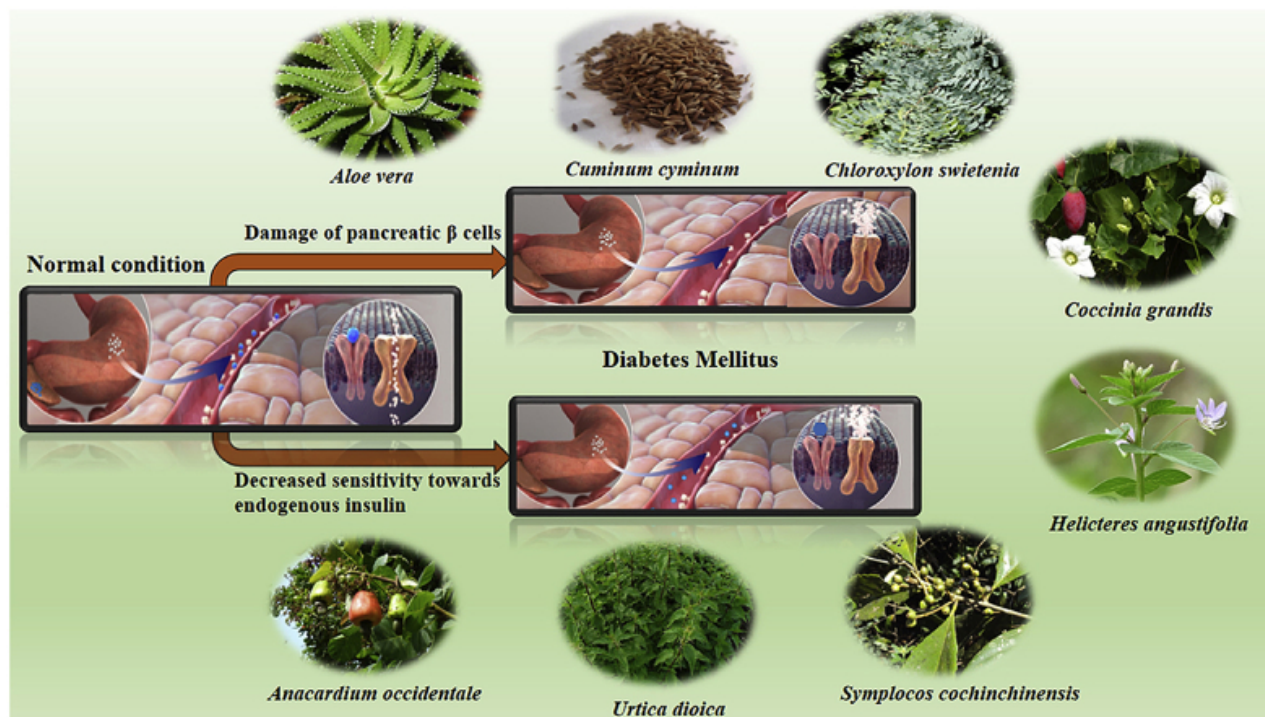 Aloe vera
Cuminum cyminum
Chloroxylon swietenia
Damage of pancreatic β cells
Normal condition
Coccinia grandis
Diabetes Mellitus
Decreased sensitivity towards
endogenous insulin
Helicteres angustifolia
Anacardium occidentale
Urtica dioica
Symplocos cochinchinensis